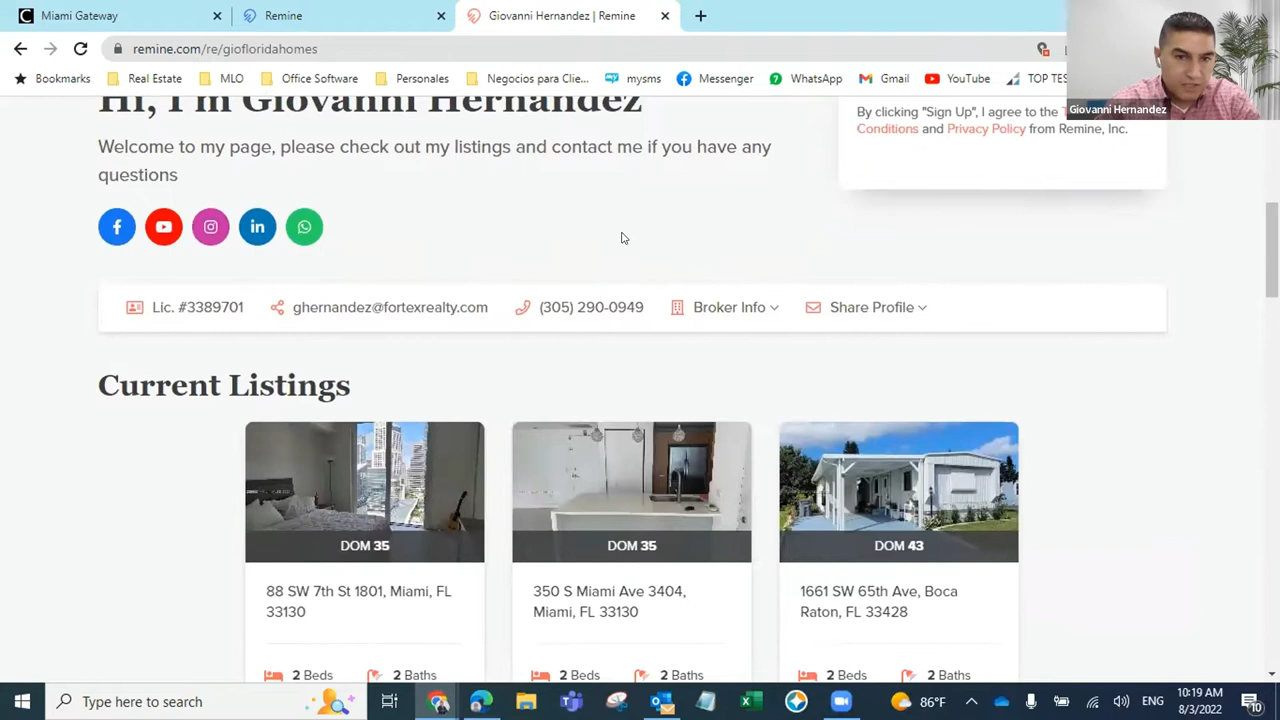 Miami Gateway
Remine
Giovanni Hernandez | Remine
remine.com/re/giofloridahomes
Bookmarks
Real Estate
MLO
Office Software
Personales
Negocios para Clie...
mysms
Messenger
WhatsApp
Gmail
YouTube
TOP TES
Giovanni Hernandez
Hi, I'm Giovanni Hernandez
Welcome to my page, please check out my listings and contact me if you have any
questions
By clicking "Sign Up", I agree to the
Conditions and Privacy Policy from Remine, Inc.
Lic. #3389701
ghernandez@fortexrealty.com
(305) 290-0949
Broker Info
Share Profile
Current Listings
DOM 35
DOM 35
DOM 43
88 SW 7th St 1801, Miami, FL
33130
350 S Miami Ave 3404,
Miami, FL 33130
1661 SW 65th Ave, Boca
Raton, FL 33428
2 Beds
2 Baths
2 Beds
2 Baths
2 Beds
2 Baths
Type here to search
86°F
ENG
10:19 AM
8/3/2022
10